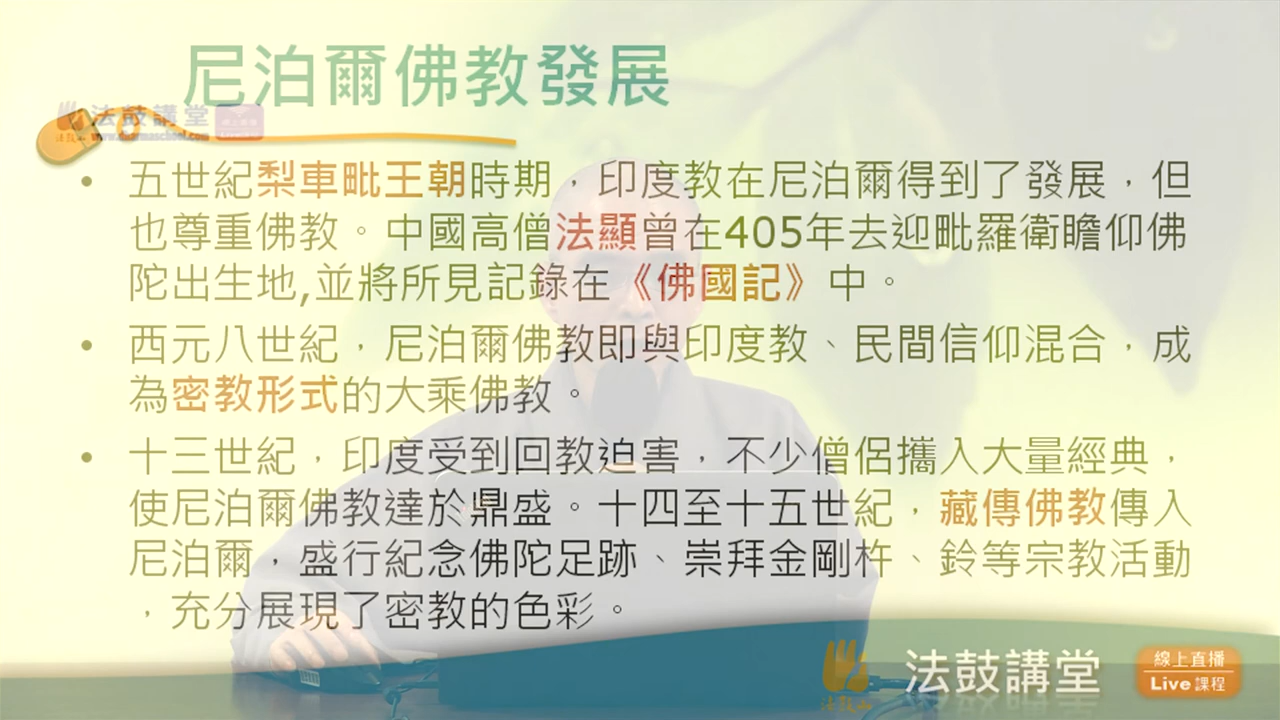 尼泊爾佛教發展
法鼓講堂
• 五世紀梨車毗王朝時期，印度教在尼泊爾得到了發展，但
也尊重佛教。中國高僧法顯曾在405年去迎毗羅衛瞻仰佛
陀出生地,並將所見記錄在《佛國記》中。
• 西元八世紀，尼泊爾佛教即與印度教、民間信仰混合，成
為密教形式的大乘佛教。
• 十三世紀，印度受到回教迫害，不少僧侶攜入大量經典，
使尼泊爾佛教達於鼎盛。十四至十五世紀，藏傳佛教傳入
尼泊爾，盛行紀念佛陀足跡、崇拜金剛杵、鈴等宗教活動
，充分展現了密教的色彩。
法鼓講堂
線上直播
Live 課程